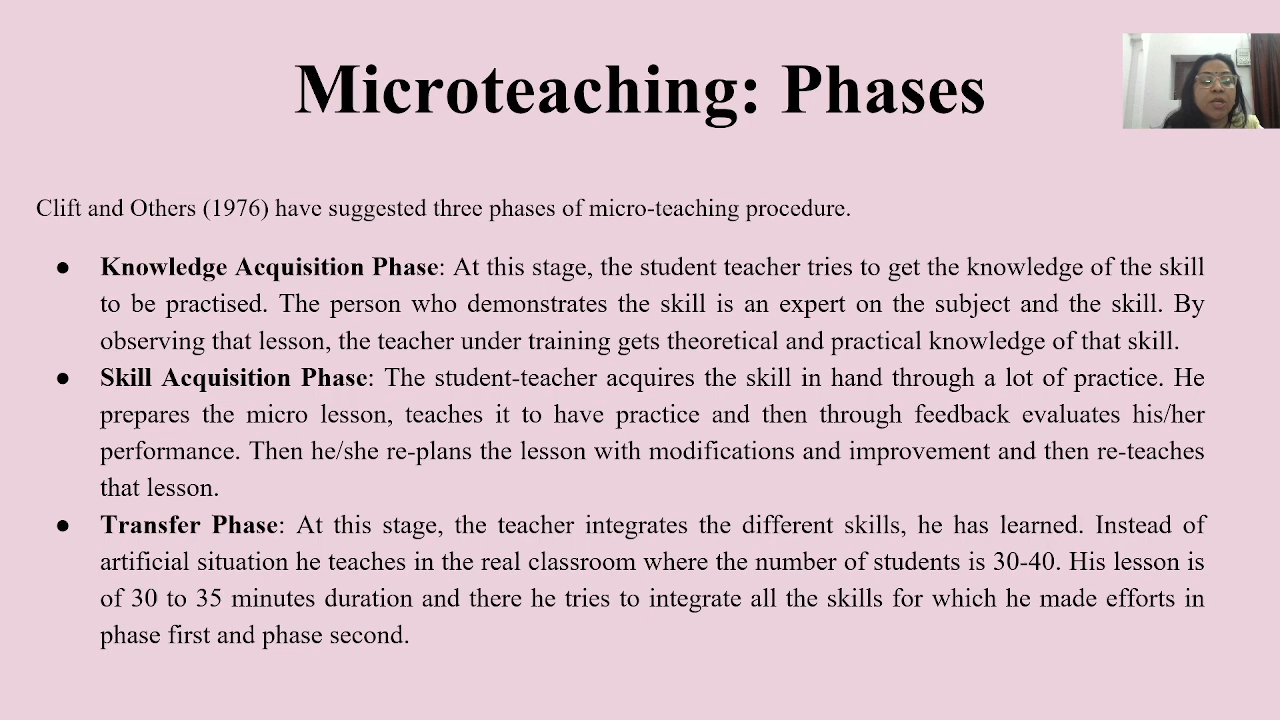 Microteaching: Phases
Clift and Others (1976) have suggested three phases of micro-teaching procedure.
● Knowledge Acquisition Phase: At this stage, the student teacher tries to get the knowledge of the skill
to be practised. The person who demonstrates the skill is an expert on the subject and the skill. By
observing that lesson, the teacher under training gets theoretical and practical knowledge of that skill.
● Skill Acquisition Phase: The student-teacher acquires the skill in hand through a lot of practice. He
prepares the micro lesson, teaches it to have practice and then through feedback evaluates his/her
performance. Then he/she re-plans the lesson with modifications and improvement and then re-teaches
that lesson.
● Transfer Phase: At this stage, the teacher integrates the different skills, he has learned. Instead of
artificial situation he teaches in the real classroom where the number of students is 30-40. His lesson is
of 30 to 35 minutes duration and there he tries to integrate all the skills for which he made efforts in
phase first and phase second.